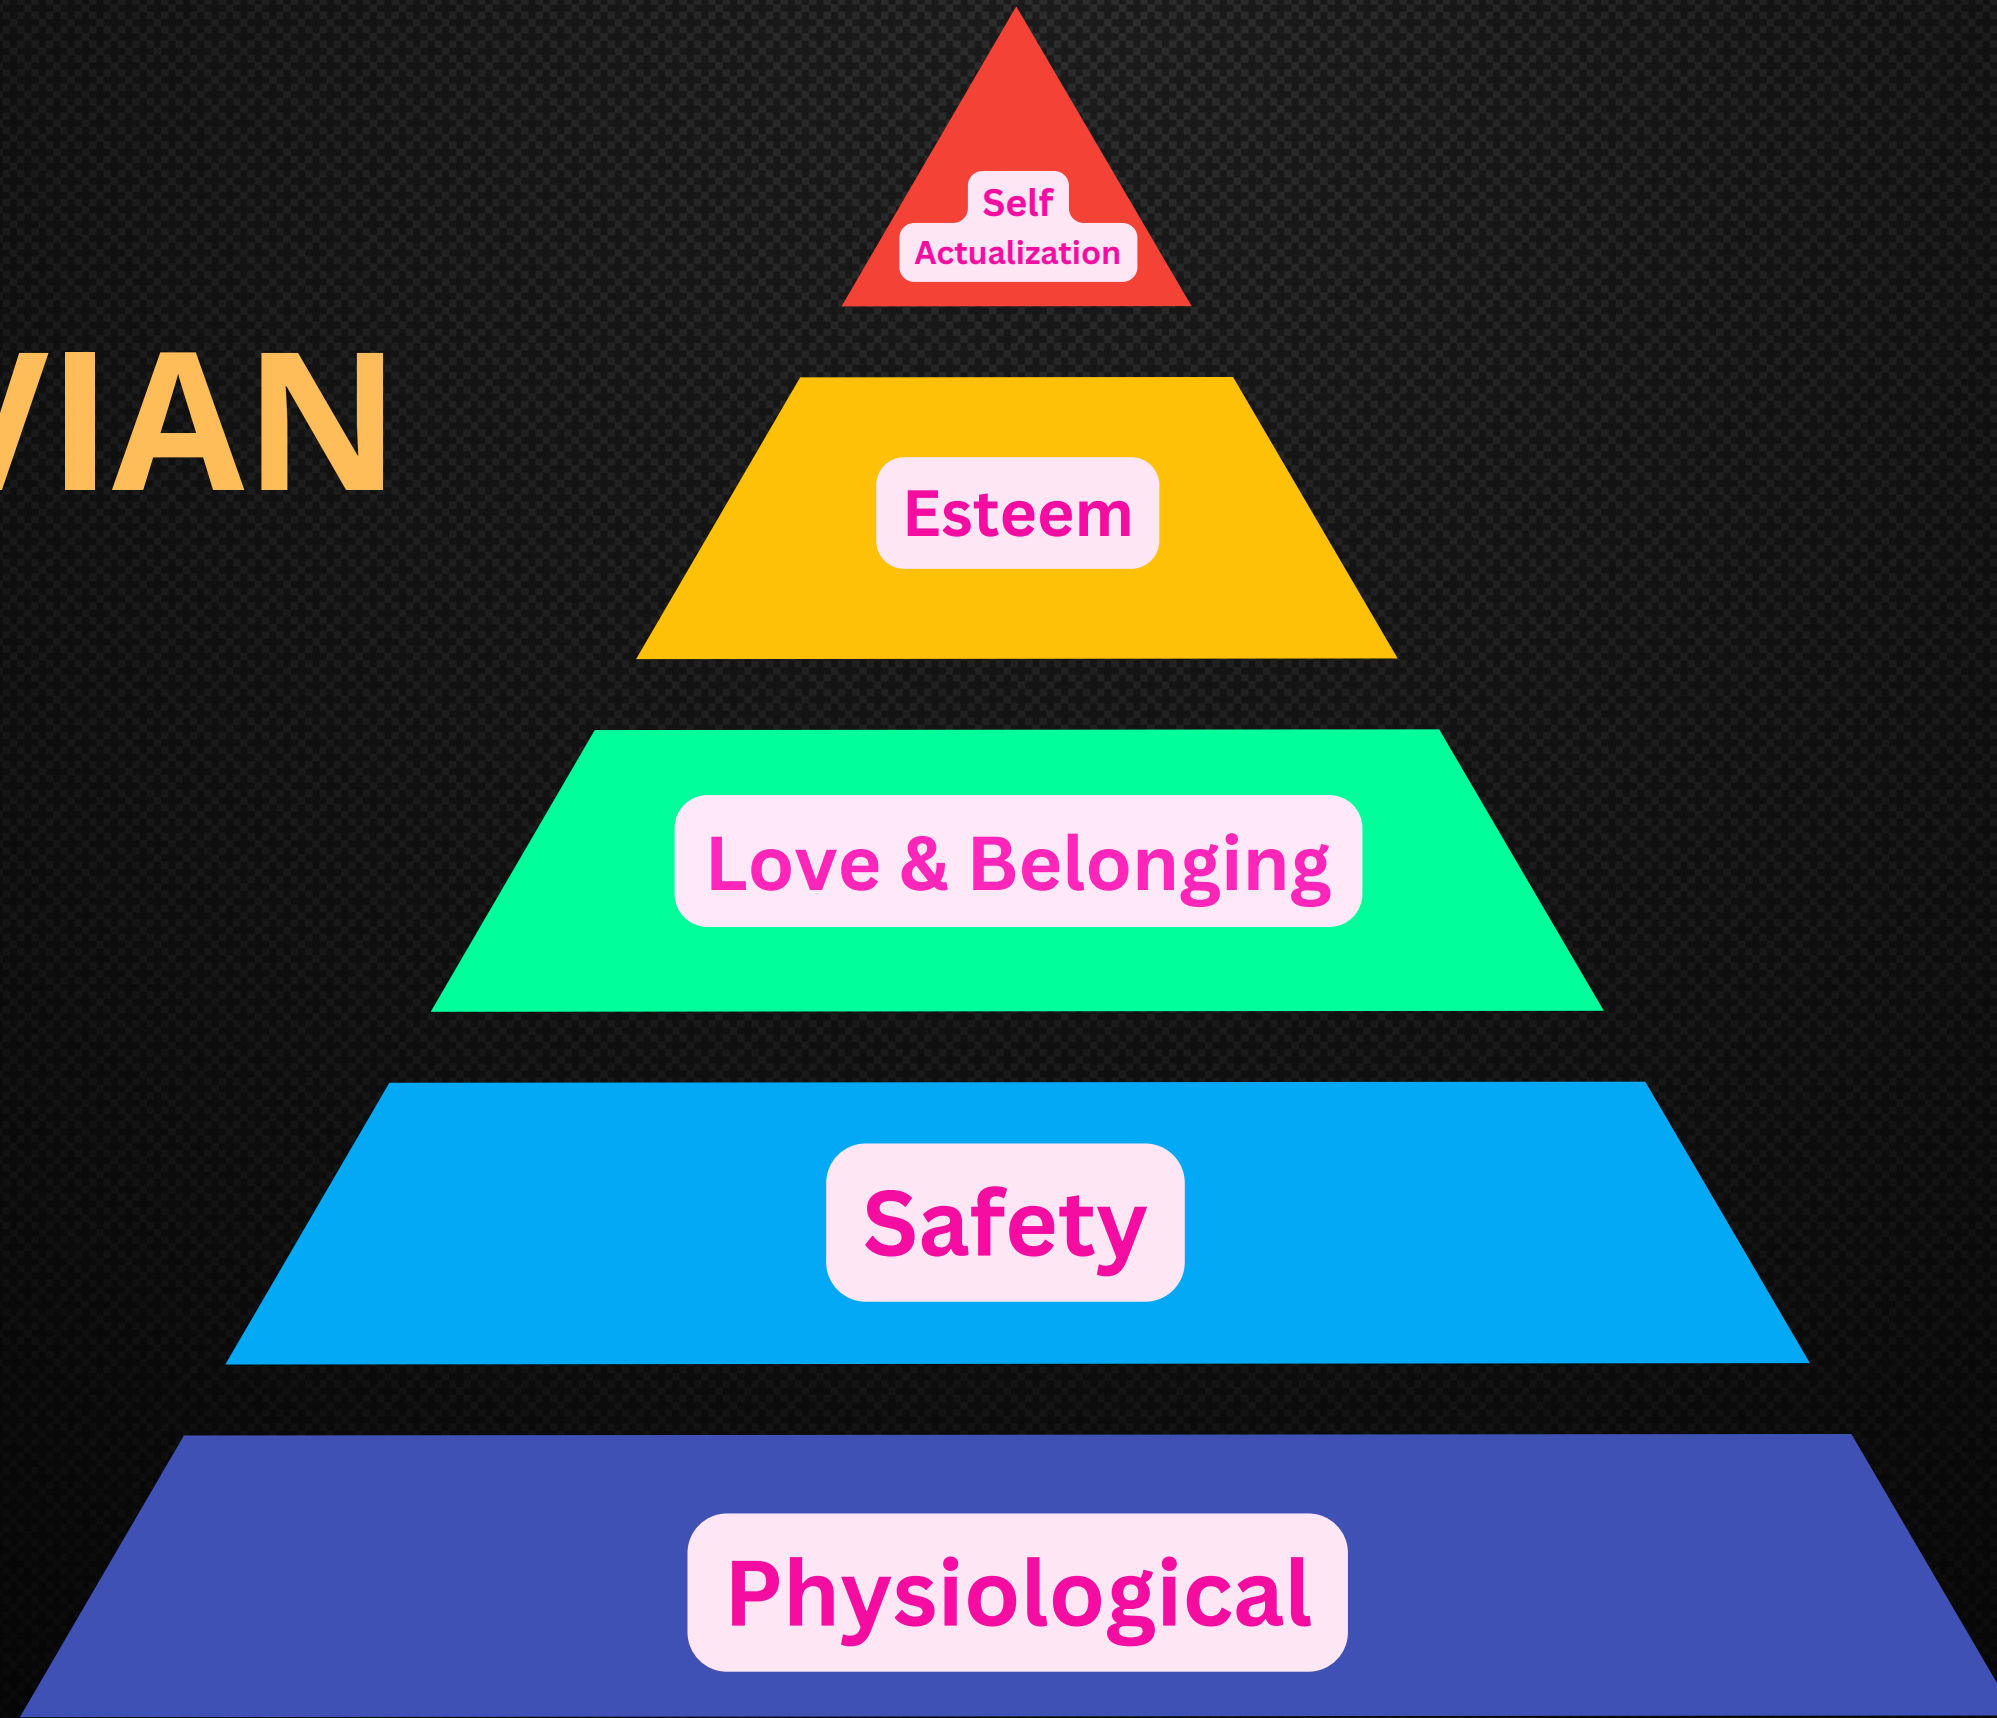 Self
Actualization
VIAN
Esteem
Love & Belonging
Safety
Physiological